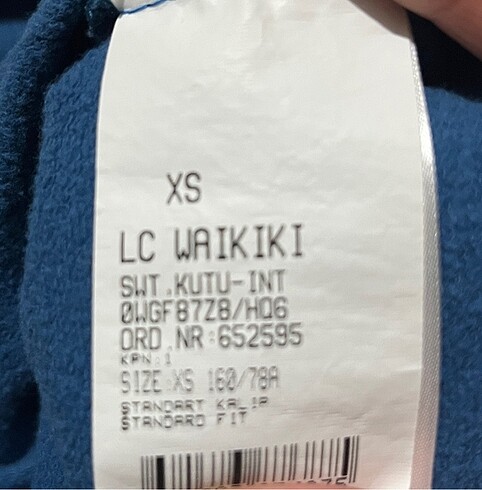 XS
LC WAIKIKI
SWT.KUTU-INT
0WGF87Z8/HQ6
ORD.NR:652595
KPN:1
SIZE:XS 160/78A
STANDART KALIP
STANDARD FIT